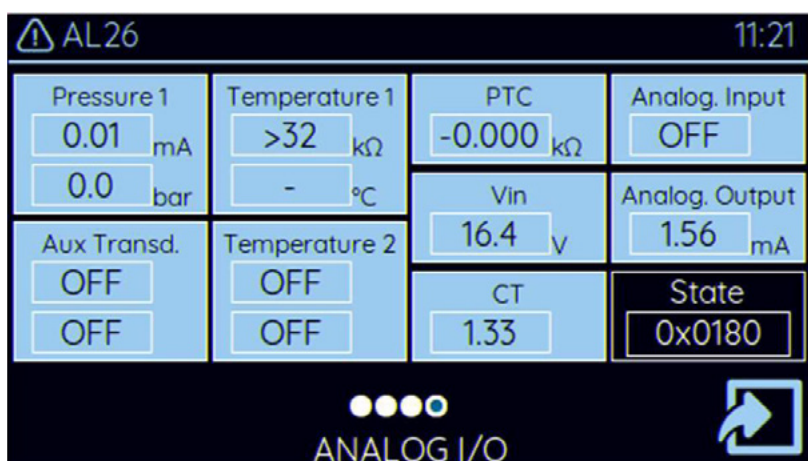 AL26 11:21
Pressure 1
0.01 mA
0.0 bar
Temperature 1
>32 kΩ
- °C
PTC
-0.000 kΩ
Analog. Input
OFF
Vin
16.4 V
Analog. Output
1.56 mA
Aux Transd.
OFF
OFF
Temperature 2
OFF
OFF
CT
1.33
State
0x0180
ANALOG I/O